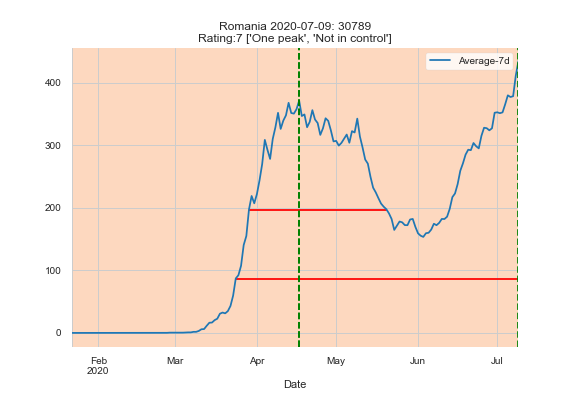 Romania 2020-07-09: 30789
Rating:7 ['One peak', 'Not in control']
Average-7d
400
300
200
100
0
Feb
2020
Mar
Apr
May
Jun
Jul
Date